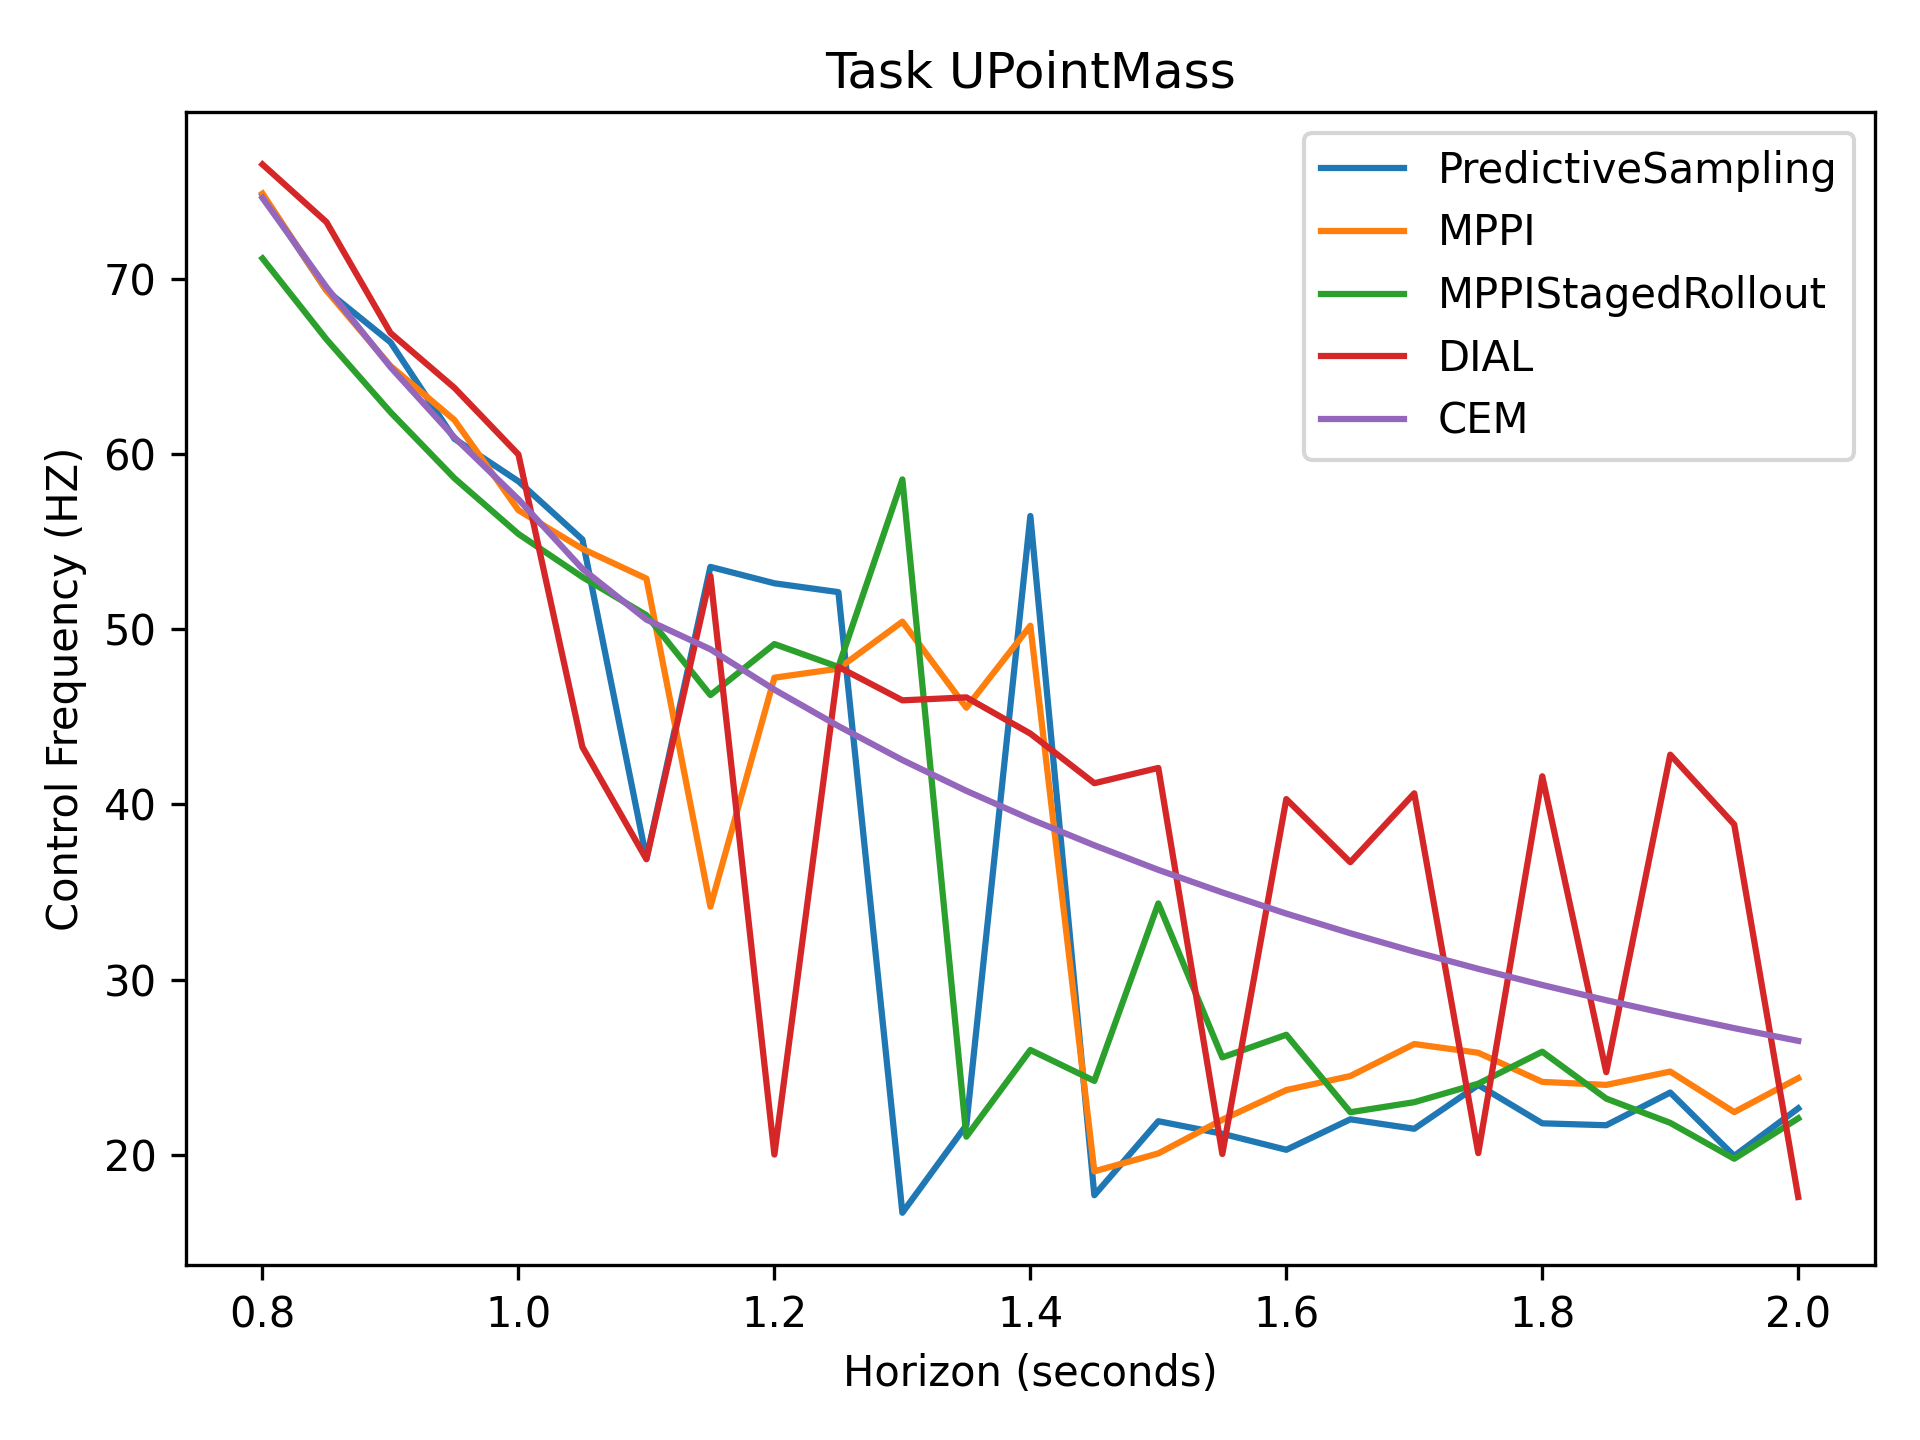 Task UPointMass
PredictiveSampling
MPPI
MPPIStagedRollout
DIAL
CEM
Control Frequency (HZ)
70
60
50
40
30
20
0.8 1.0 1.2 1.4 1.6 1.8 2.0
Horizon (seconds)